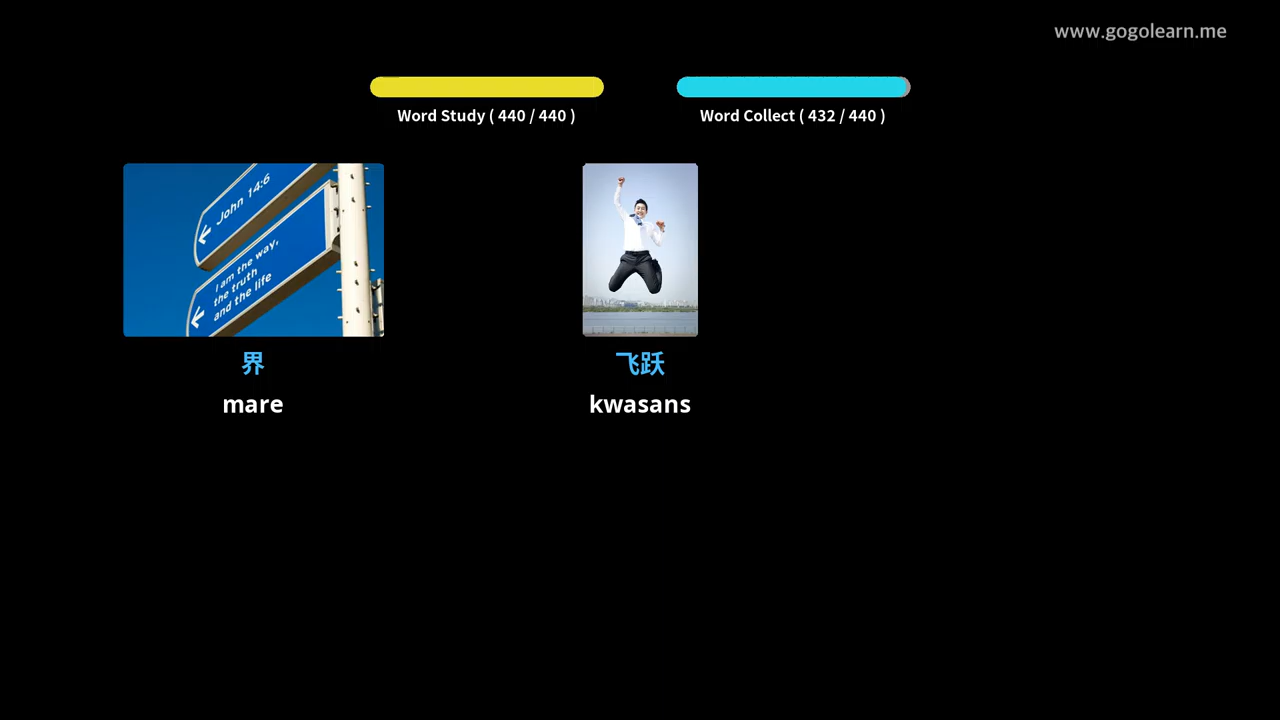 www.gogolearn.me
Word Study ( 440 / 440 )
Word Collect ( 432 / 440 )
John 14:6
I am the way,
the truth
and the life
界
飞跃
mare
kwasans